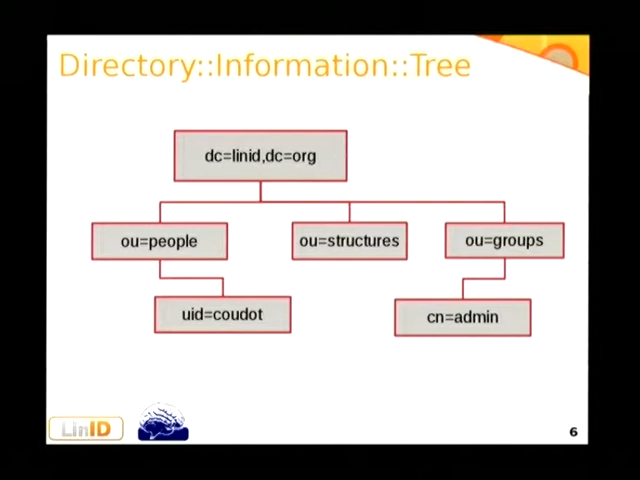 Directory::Information::Tree
dc=linid,dc=org
ou=people
ou=structures
ou=groups
uid=coudot
cn=admin
LinID
6